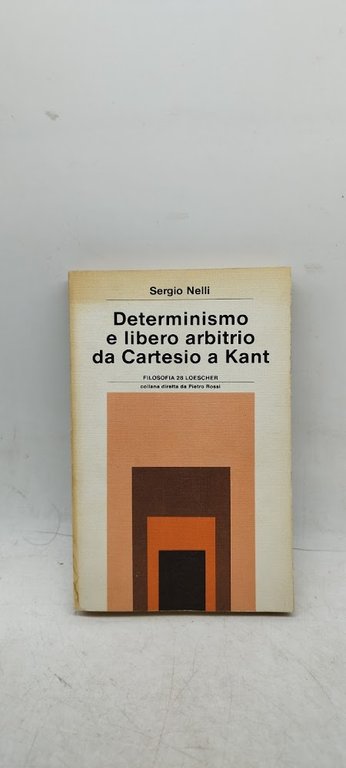 Sergio Nelli
Determinismo
e libero arbitrio
da Cartesio a Kant
FILOSOFIA 28 LOESCHER
collana diretta da Pietro Rossi